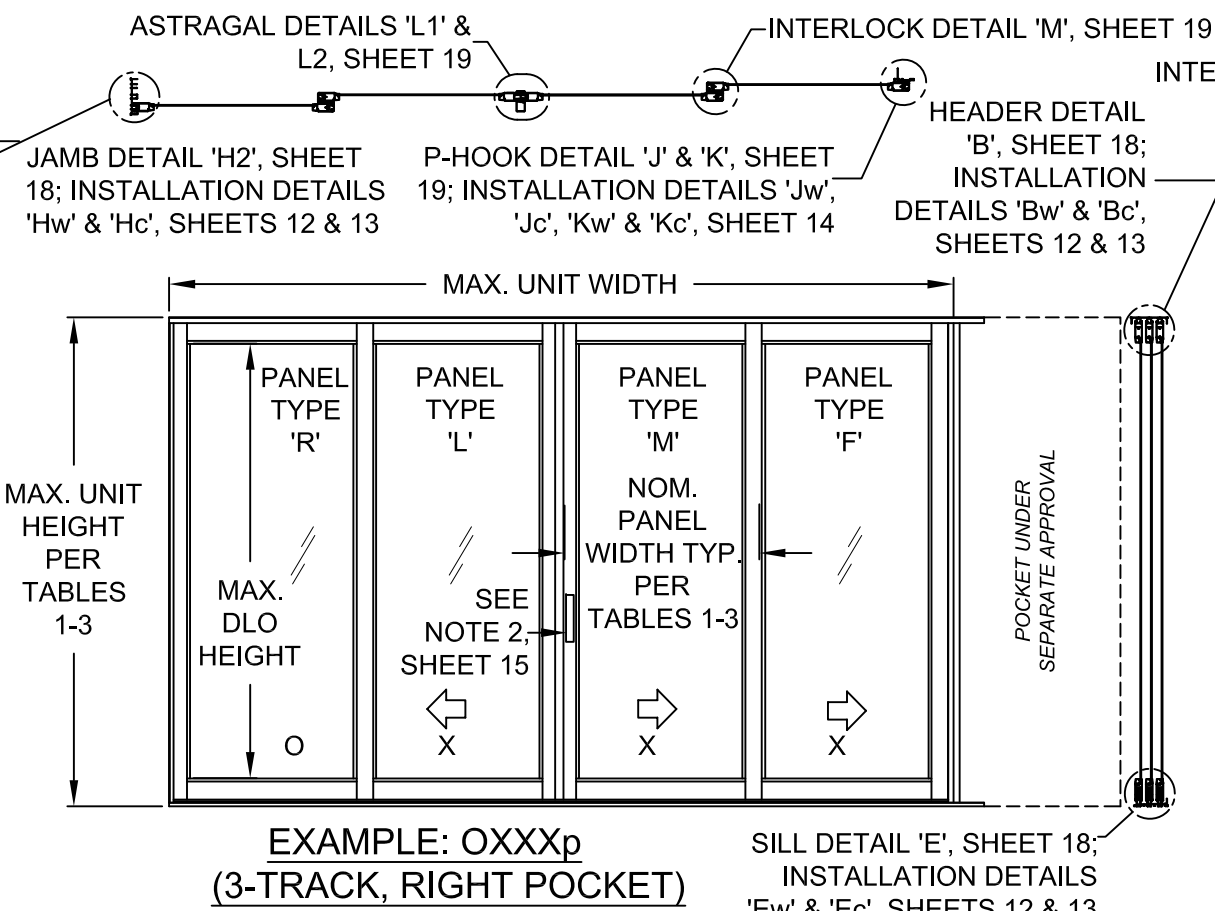 ASTRAGAL DETAILS 'L1' &
L2, SHEET 19
INTERLOCK DETAIL 'M', SHEET 19
INTE
JAMB DETAIL 'H2', SHEET
18; INSTALLATION DETAILS
'Hw' & 'Hc', SHEETS 12 & 13
P-HOOK DETAIL 'J' & 'K', SHEET
19; INSTALLATION DETAILS 'Jw',
'Jc', 'Kw' & 'Kc', SHEET 14
HEADER DETAIL
'B', SHEET 18;
INSTALLATION
DETAILS 'Bw' & 'Bc',
SHEETS 12 & 13
MAX. UNIT WIDTH
MAX. UNIT
HEIGHT
PER
TABLES
1-3
PANEL
TYPE
'R'
MAX.
DLO
HEIGHT
O
PANEL
TYPE
'L'
SEE
NOTE 2,
SHEET 15
X
PANEL
TYPE
'M'
NOM.
PANEL
WIDTH TYP.
PER
TABLES 1-3
X
PANEL
TYPE
'F'
X
POCKET UNDER
SEPARATE APPROVAL
EXAMPLE: OXXXp
(3-TRACK, RIGHT POCKET)
SILL DETAIL 'E', SHEET 18;
INSTALLATION DETAILS
'Ew' & 'Ec', SHEETS 12 & 13